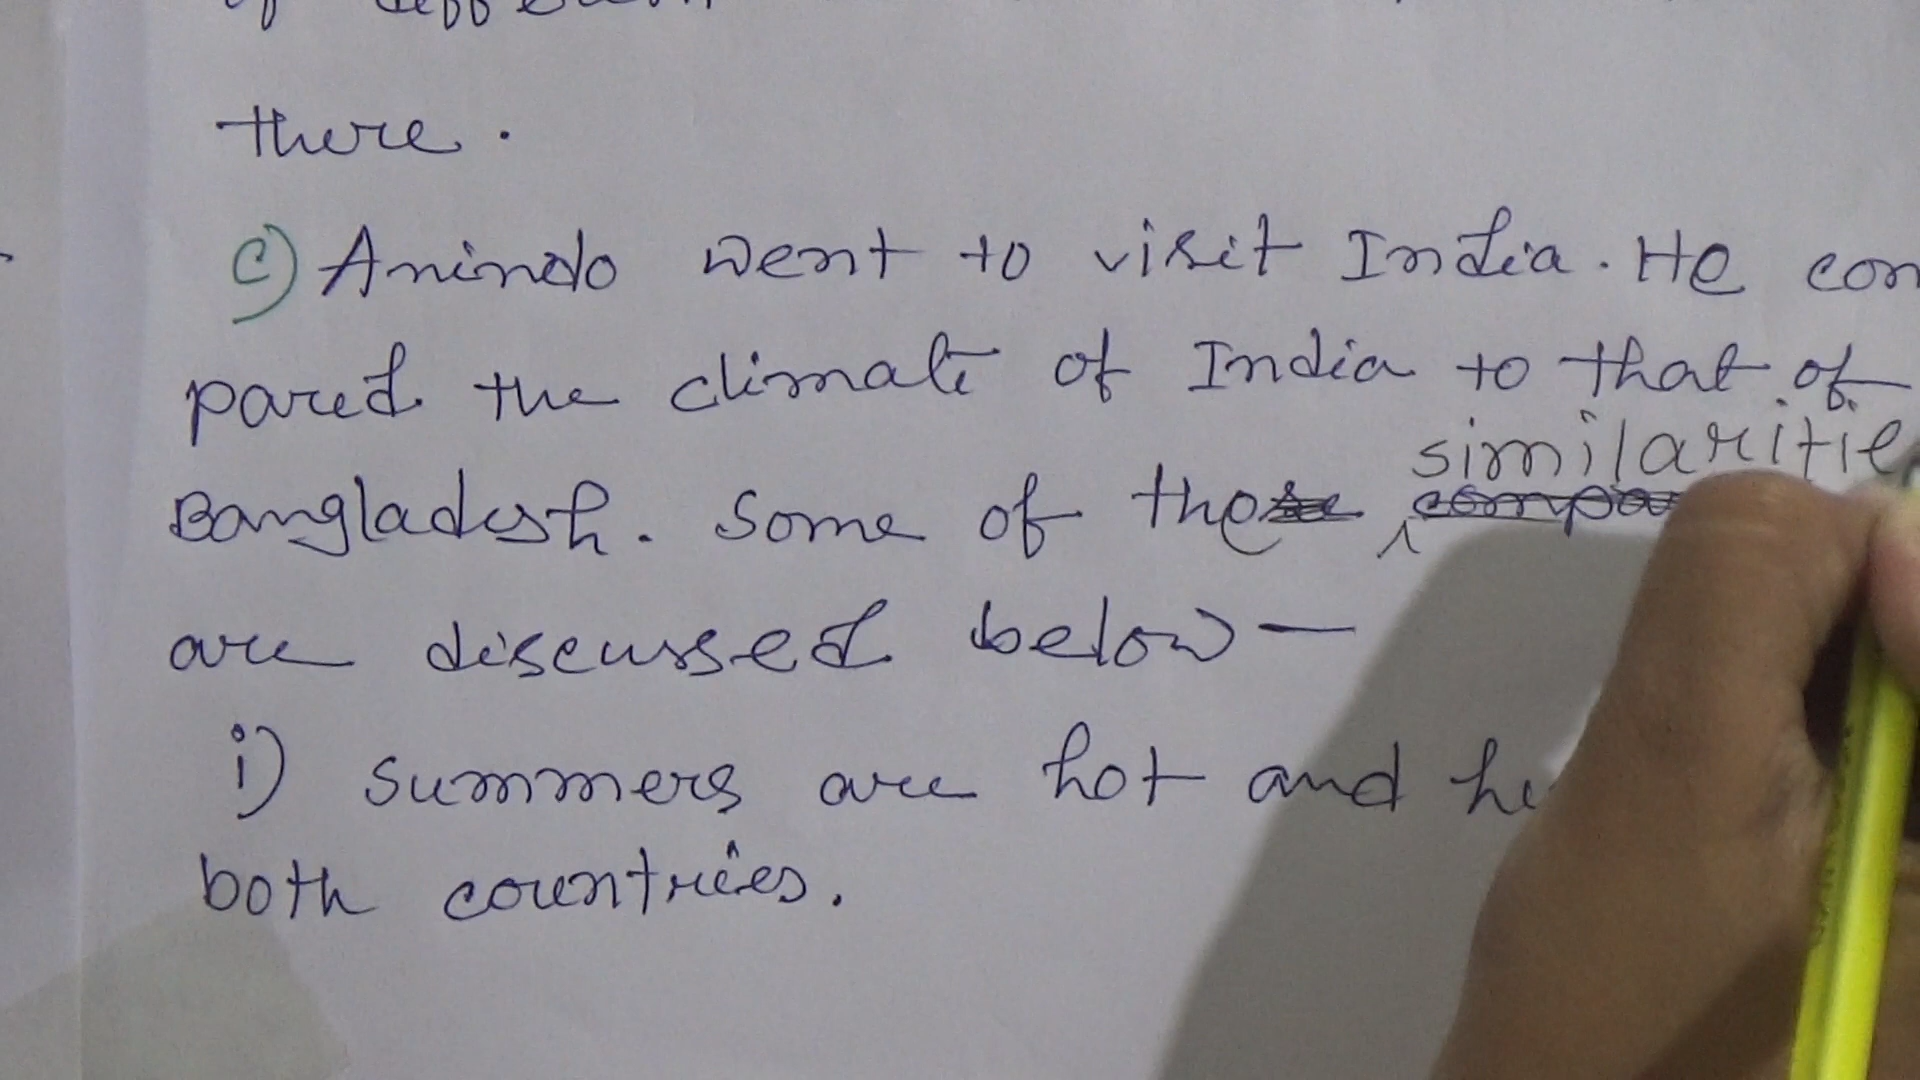 there.
c) Anindo went to visit India. He com
pared the climate of India to that of
similaritie
Bangladesh. Some of the
are discussed below—
i) summers are hot and
both countries.